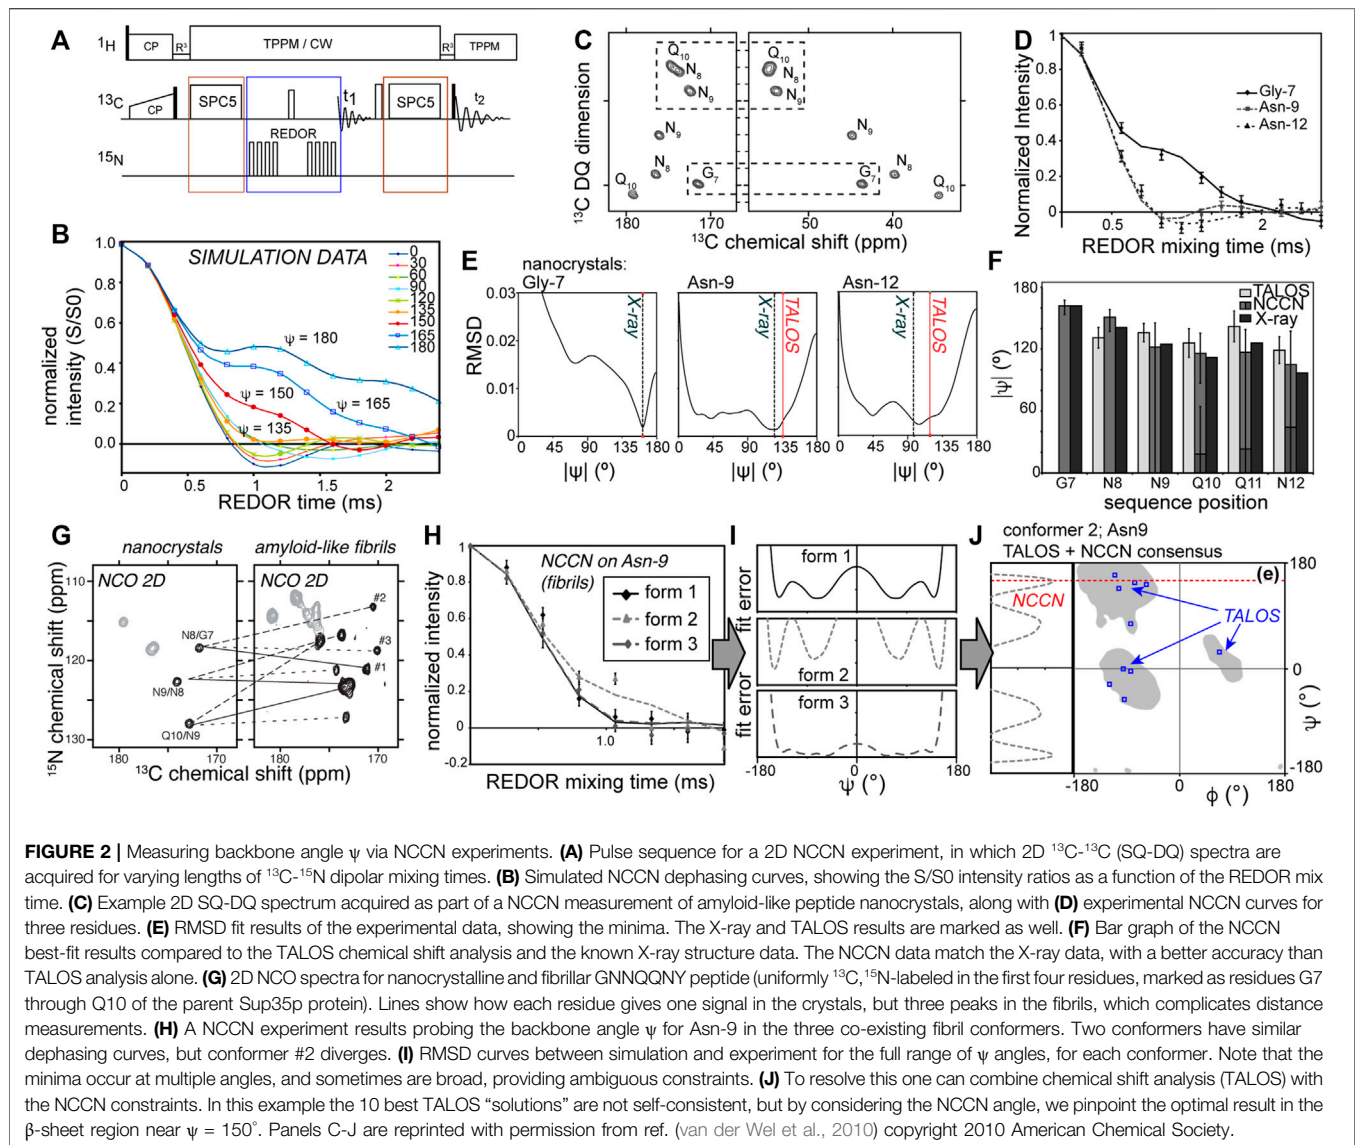 A
¹H
CP
R³
TPPM / CW
R³
TPPM
¹³C
CP
SPC5
t₁
SPC5
t₂
REDOR
¹⁵N
B
SIMULATION DATA
normalized
intensity (S/S0)
1.0
0.8
0.6
0.4
0.2
0.0
0
30
60
90
120
135
150
165
180
ψ = 180
ψ = 150
ψ = 165
ψ = 135
0
0.5
1.0
1.5
2
REDOR time (ms)
C
¹³C DQ dimension
Q₁₀
N₈
N₉
Q₁₀
N₈
N₉
N₉
N₉
N₈
G₇
G₇
N₈
Q₁₀
Q₁₀
180
170
50
40
¹³C chemical shift (ppm)
D
Normalized Intensity
1
0.8
0.6
0.4
0.2
0
Gly-7
Asn-9
Asn-12
0.5
2
REDOR mixing time (ms)
E
nanocrystals:
Gly-7
Asn-9
Asn-12
RMSD
0.03
0.02
0.01
0
X-ray
X-ray
TALOS
X-ray
TALOS
0 45 90 135 180
0 45 90 135 180
0 45 90 135 180
|ψ| (°)
|ψ| (°)
|ψ| (°)
F
|ψ| (°)
180
120
60
0
TALOS
NCCN
X-ray
G7 N8 N9 Q10 Q11 N12
sequence position
G
nanocrystals
amyloid-like fibrils
NCO 2D
NCO 2D
¹⁵N chemical shift (ppm)
110
120
130
N8/G7
N9/N8
Q10/N9
#2
#3
#1
180
170
180
170
¹³C chemical shift (ppm)
H
NCCN on Asn-9
(fibrils)
normalized intensity
1
0.8
0.6
0.4
0.2
0
-0.2
form 1
form 2
form 3
1.0
REDOR mixing time (ms)
I
form 1
form 2
form 3
fit error
fit error
-180
0
180
ψ (°)
J
conformer 2; Asn9
TALOS + NCCN consensus
(e)
NCCN
TALOS
180
0
-180
ψ (°)
-180
0
180
ϕ (°)
FIGURE 2 | Measuring backbone angle ψ via NCCN experiments. (A) Pulse sequence for a 2D NCCN experiment, in which 2D ¹³C-¹³C (SQ-DQ) spectra are
acquired for varying lengths of ¹³C-¹⁵N dipolar mixing times. (B) Simulated NCCN dephasing curves, showing the S/S0 intensity ratios as a function of the REDOR mix
time. (C) Example 2D SQ-DQ spectrum acquired as part of a NCCN measurement of amyloid-like peptide nanocrystals, along with (D) experimental NCCN curves for
three residues. (E) RMSD fit results of the experimental data, showing the minima. The X-ray and TALOS results are marked as well. (F) Bar graph of the NCCN
best-fit results compared to the TALOS chemical shift analysis and the known X-ray structure data. The NCCN data match the X-ray data, with a better accuracy than
TALOS analysis alone. (G) 2D NCO spectra for nanocrystalline and fibrillar GNNQQNY peptide (uniformly ¹³C,¹⁵N-labeled in the first four residues, marked as residues G7
through Q10 of the parent Sup35p protein). Lines show how each residue gives one signal in the crystals, but three peaks in the fibrils, which complicates distance
measurements. (H) A NCCN experiment results probing the backbone angle ψ for Asn-9 in the three co-existing fibril conformers. Two conformers have similar
dephasing curves, but conformer #2 diverges. (I) RMSD curves between simulation and experiment for the full range of ψ angles, for each conformer. Note that the
minima occur at multiple angles, and sometimes are broad, providing ambiguous constraints. (J) To resolve this one can combine chemical shift analysis (TALOS) with
the NCCN constraints. In this example the 10 best TALOS “solutions” are not self-consistent, but by considering the NCCN angle, we pinpoint the optimal result in the
β-sheet region near ψ = 150°. Panels C-J are reprinted with permission from ref. (van der Wel et al., 2010) copyright 2010 American Chemical Society.